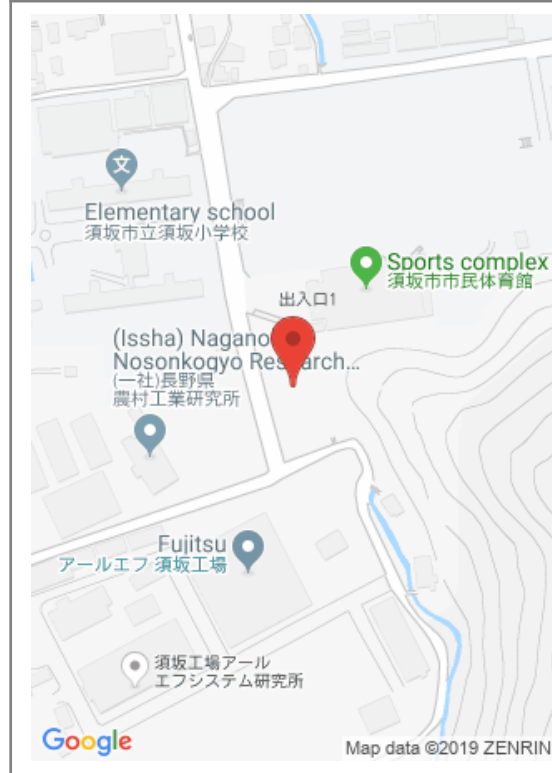 文
Elementary school
須坂市立須坂小学校
Sports complex
須坂市市民体育館
出入口1
(Issha) Nagano
Nosonkogyo Research...
(一社)長野県
農村工業研究所
Fujitsu
アールエフ 須坂工場
須坂工場アール
エフシステム研究所
Google
Map data ©2019 ZENRIN